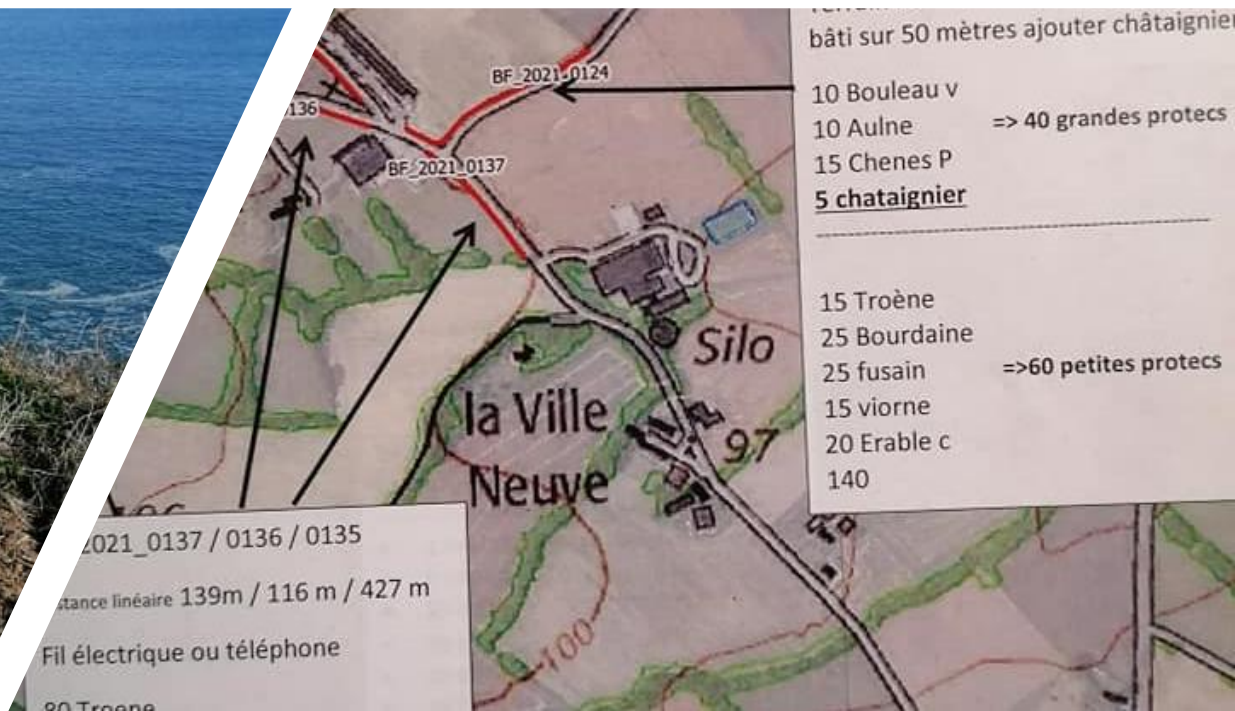 bâti sur 50 mètres ajouter châtaignier
10 Bouleau v
10 Aulne => 40 grandes protecs
15 Chenes P
5 chataignier
15 Troène
25 Bourdaine
25 fusain =>60 petites protecs
15 viorne
20 Erable c
140
BF_2021_0124
136
BF_2021_0137
Silo
la Ville
Neuve
97
100
2021_0137 / 0136 / 0135
linéaire 139m / 116 m / 427 m
Fil électrique ou téléphone
80 Troene